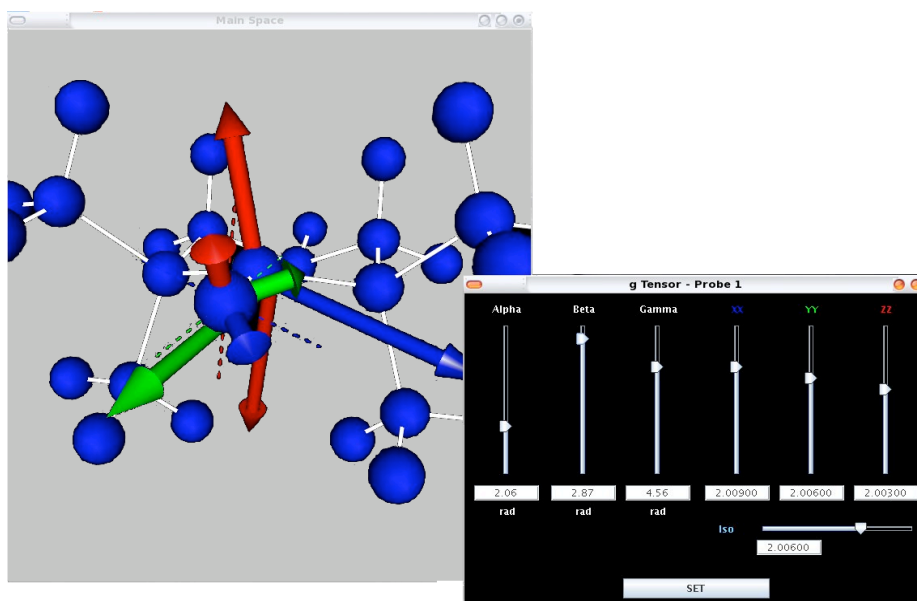 Main Space
g Tensor - Probe 1
Alpha Beta Gamma XX YY ZZ
2.06 2.87 4.56 2.00900 2.00600 2.00300
rad rad rad
Iso
2.00600
SET